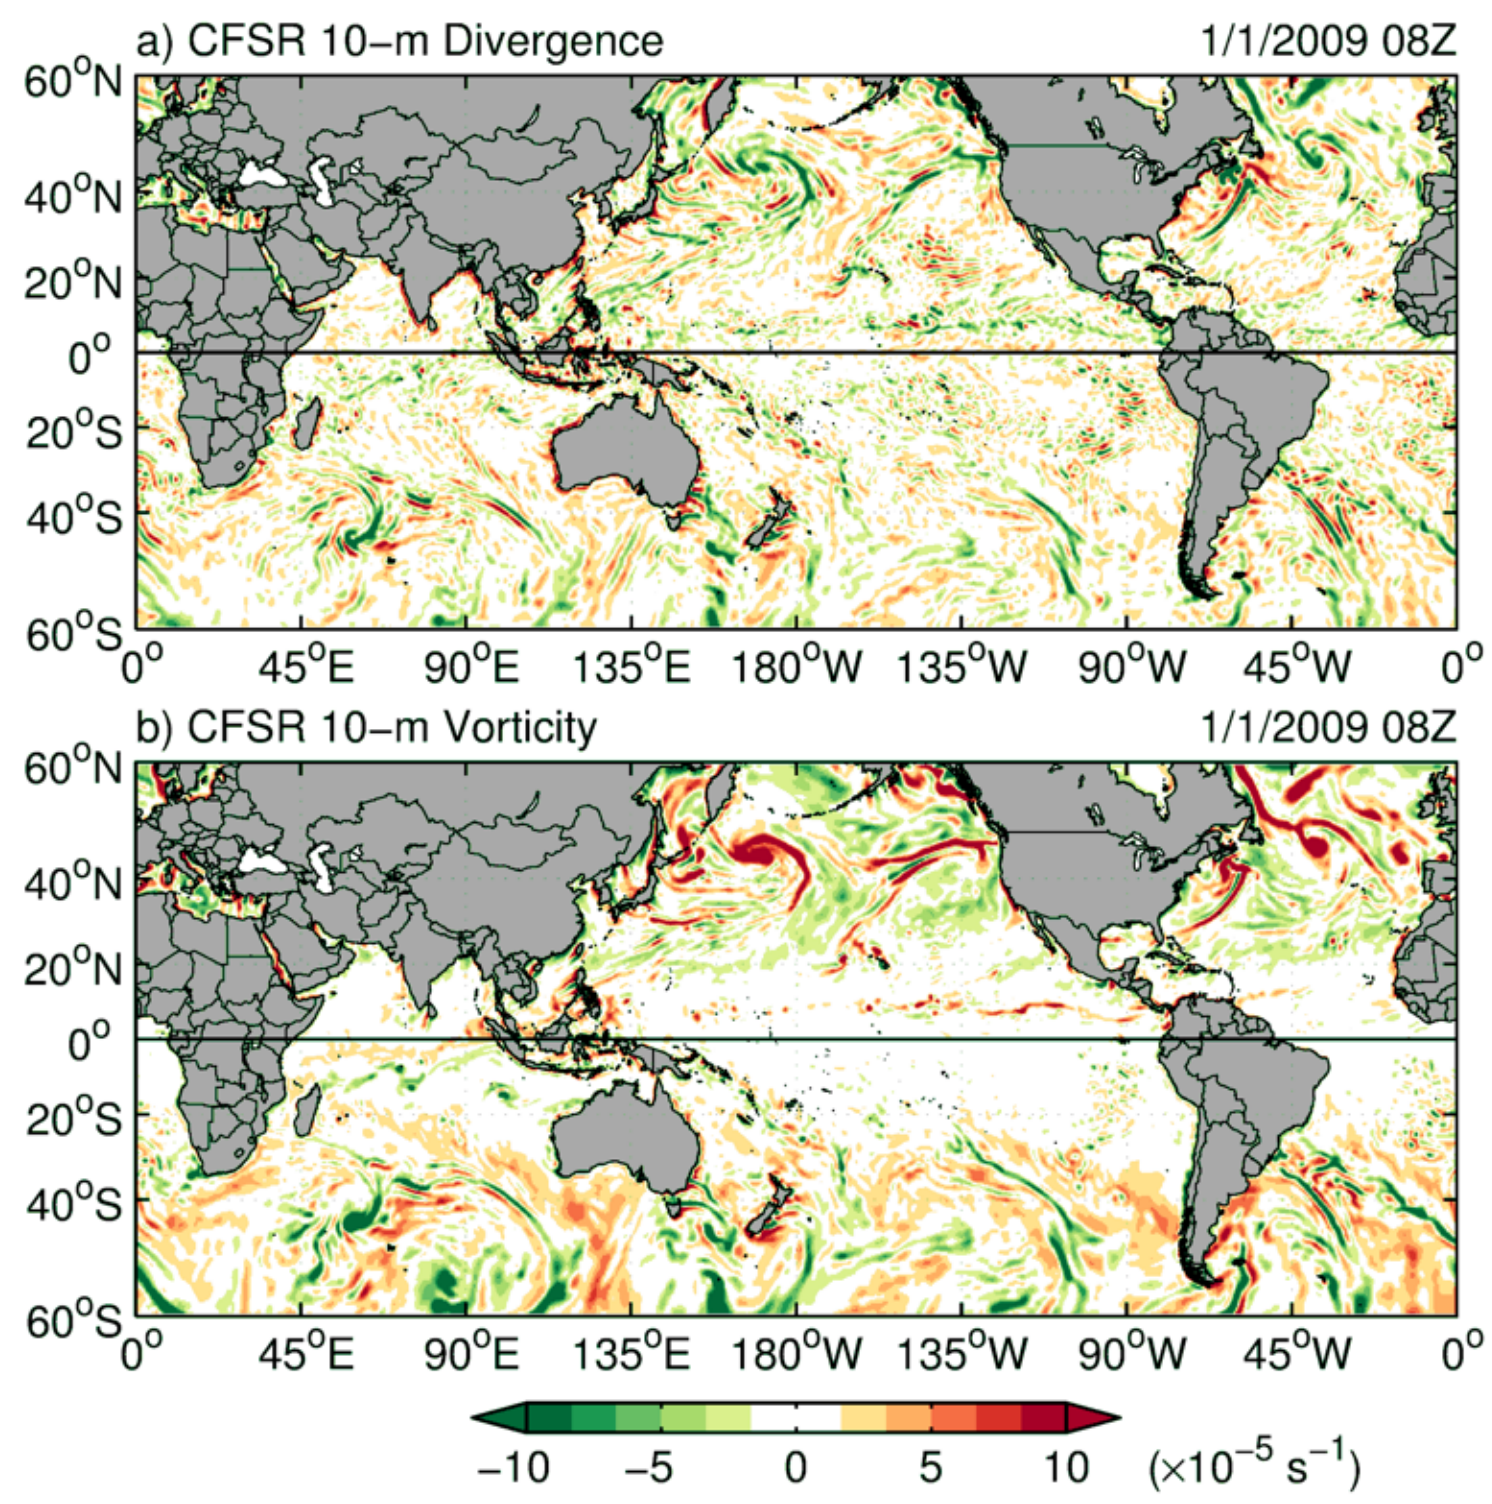 a) CFSR 10−m Divergence 1/1/2009 08Z
60°N
40°N
20°N
0°
20°S
40°S
60°S
0° 45°E 90°E 135°E 180°W 135°W 90°W 45°W 0°
b) CFSR 10−m Vorticity 1/1/2009 08Z
60°N
40°N
20°N
0°
20°S
40°S
60°S
0° 45°E 90°E 135°E 180°W 135°W 90°W 45°W 0°
−10 −5 0 5 10 (×10⁻⁵ s⁻¹)